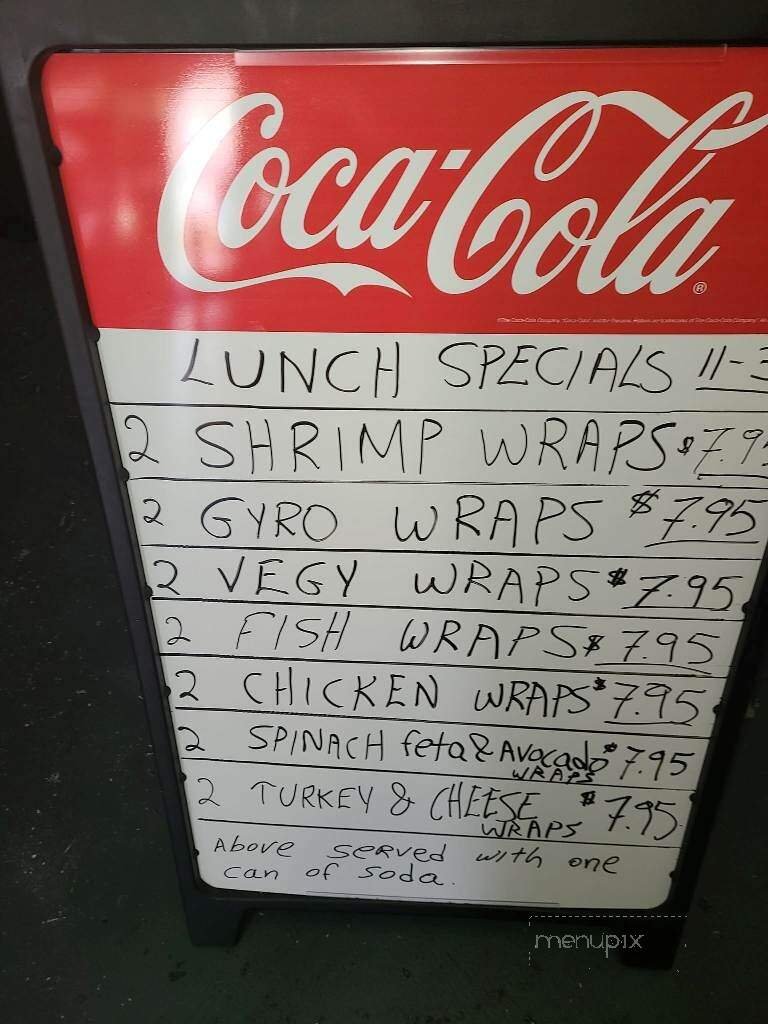 Coca-Cola
LUNCH SPECIALS 11-3
2 SHRIMP WRAPS $7.9
2 GYRO WRAPS $7.95
2 VEGY WRAPS $7.95
2 FISH WRAPS $7.95
2 CHICKEN WRAPS $7.95
2 SPINACH feta & Avocado WRAPS $7.95
2 TURKEY & CHEESE WRAPS $7.95
Above served with one
can of soda.
menupix